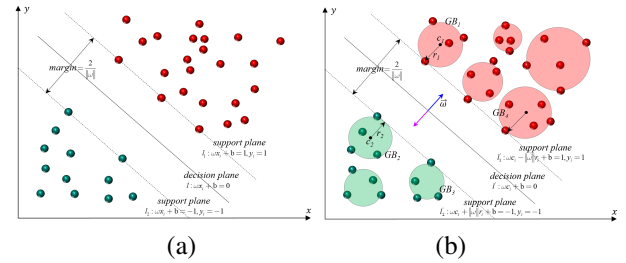 y
margin = 2/‖ω‖
support plane
l₁ : ωxᵢ + b = 1, yᵢ = 1
decision plane
l : ωxᵢ + b = 0
support plane
l₂ : ωxᵢ + b = −1, yᵢ = −1
x
(a)
y
GB₁
c₁
r₁
margin = 2/‖ω‖
ω⃗
GB₄
r₂
c₂
GB₂
support plane
l₁ : ωcᵢ − ‖ω‖rᵢ + b = 1, yᵢ = 1
decision plane
l : ωcᵢ + b = 0
GB₃
support plane
l₂ : ωcᵢ + ‖ω‖rᵢ + b = −1, yᵢ = −1
x
(b)